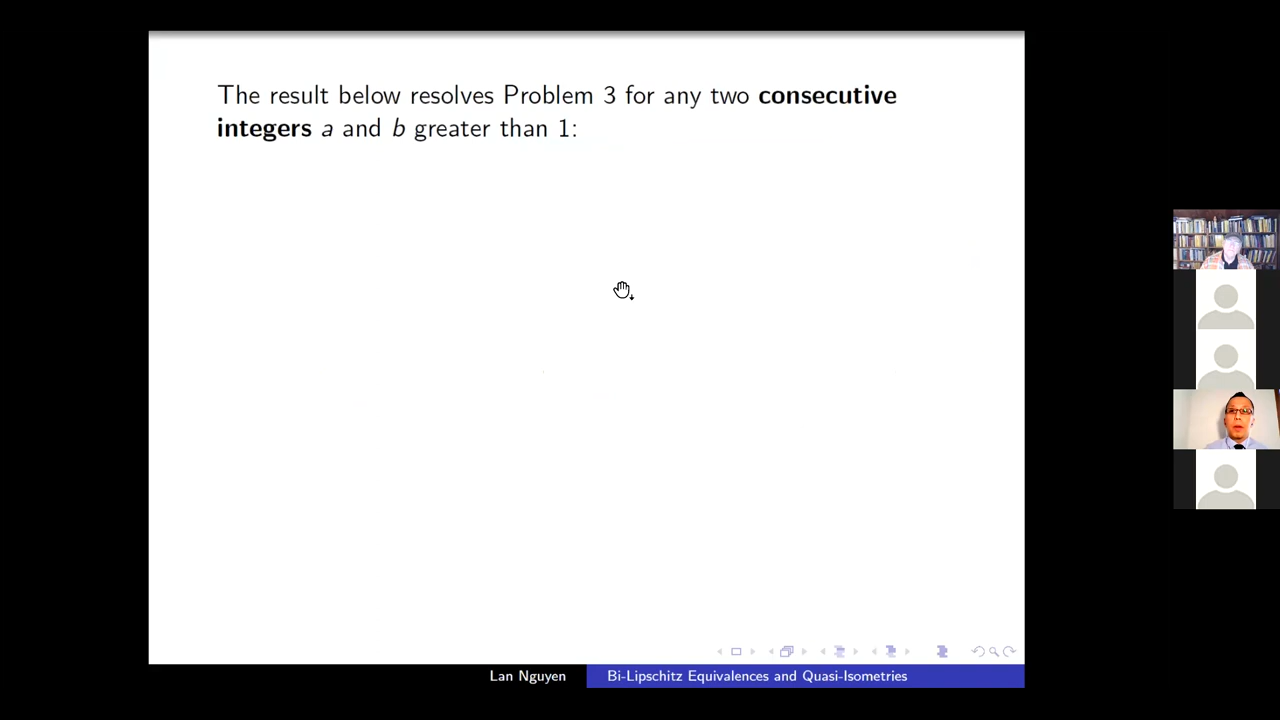 The result below resolves Problem 3 for any two consecutive
integers a and b greater than 1:
Lan Nguyen
Bi-Lipschitz Equivalences and Quasi-Isometries